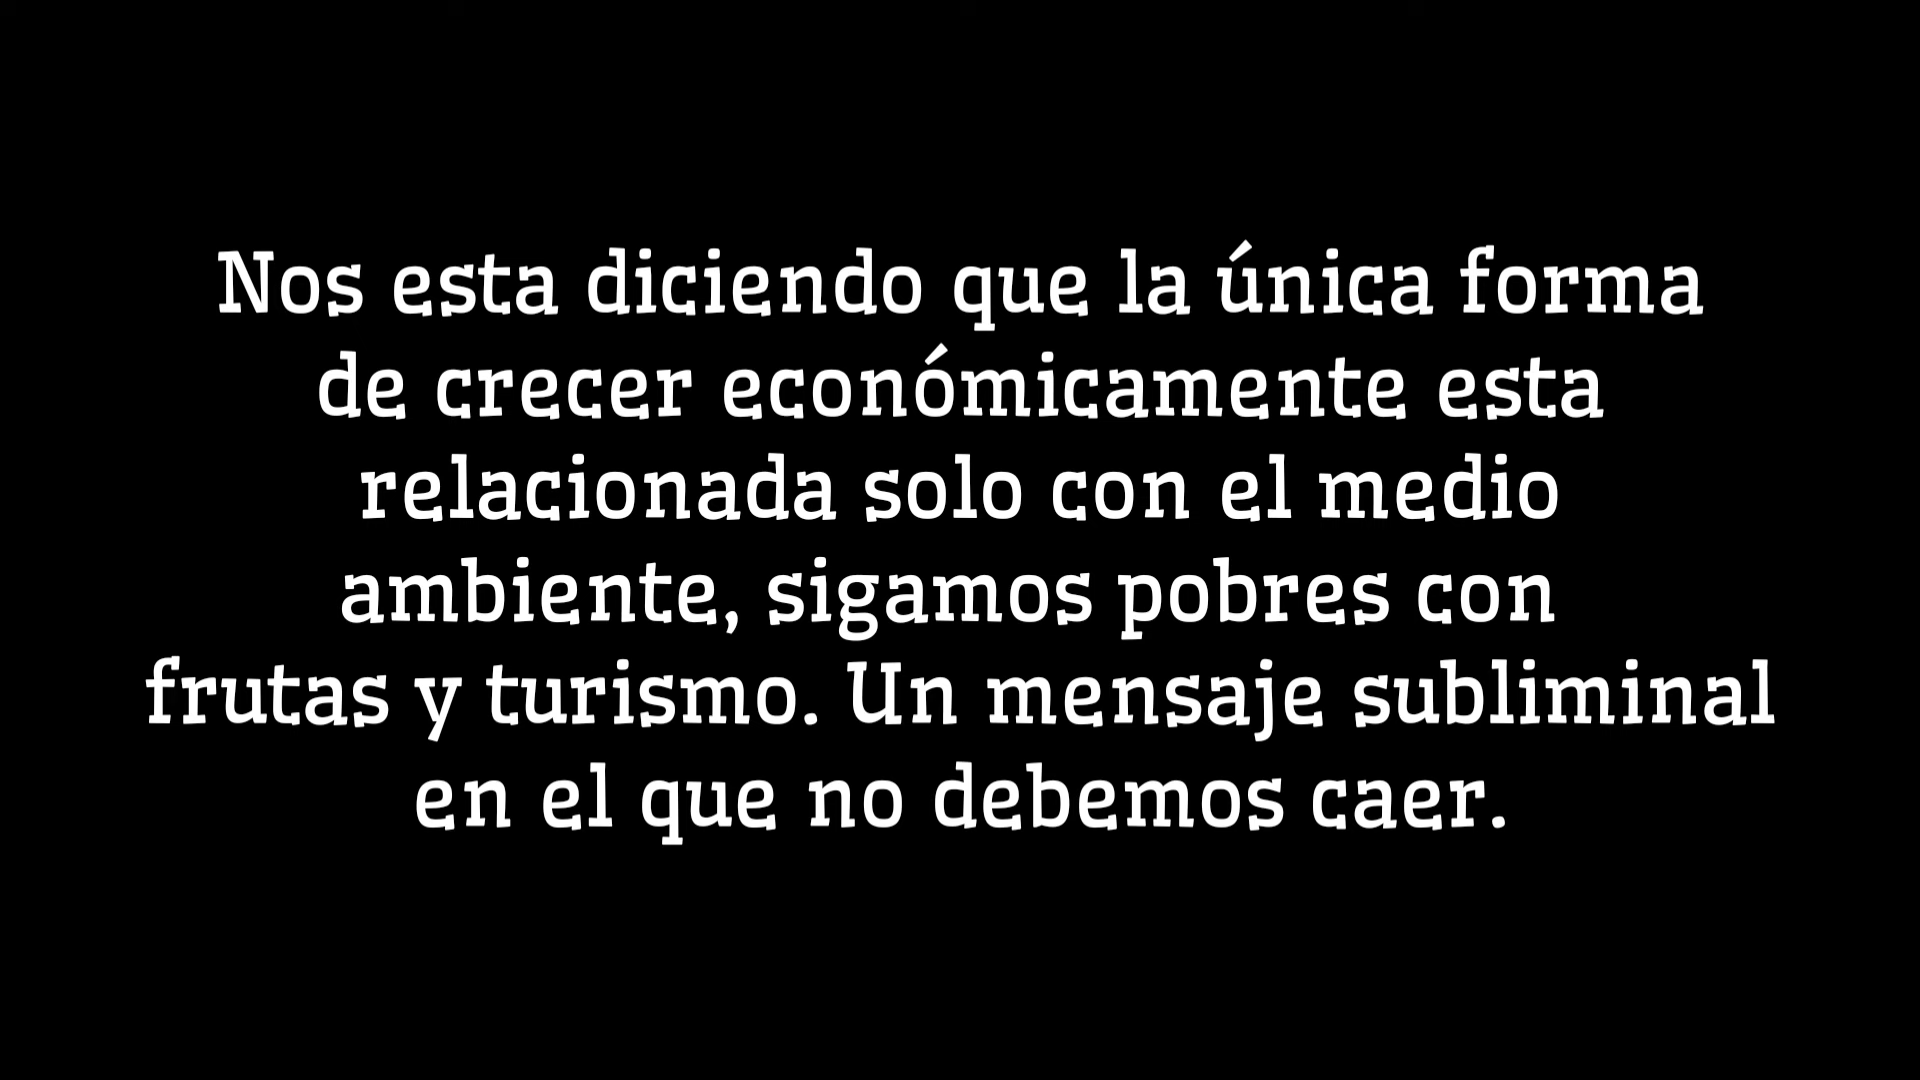 Nos esta diciendo que la única forma
de crecer económicamente esta
relacionada solo con el medio
ambiente, sigamos pobres con
frutas y turismo. Un mensaje subliminal
en el que no debemos caer.